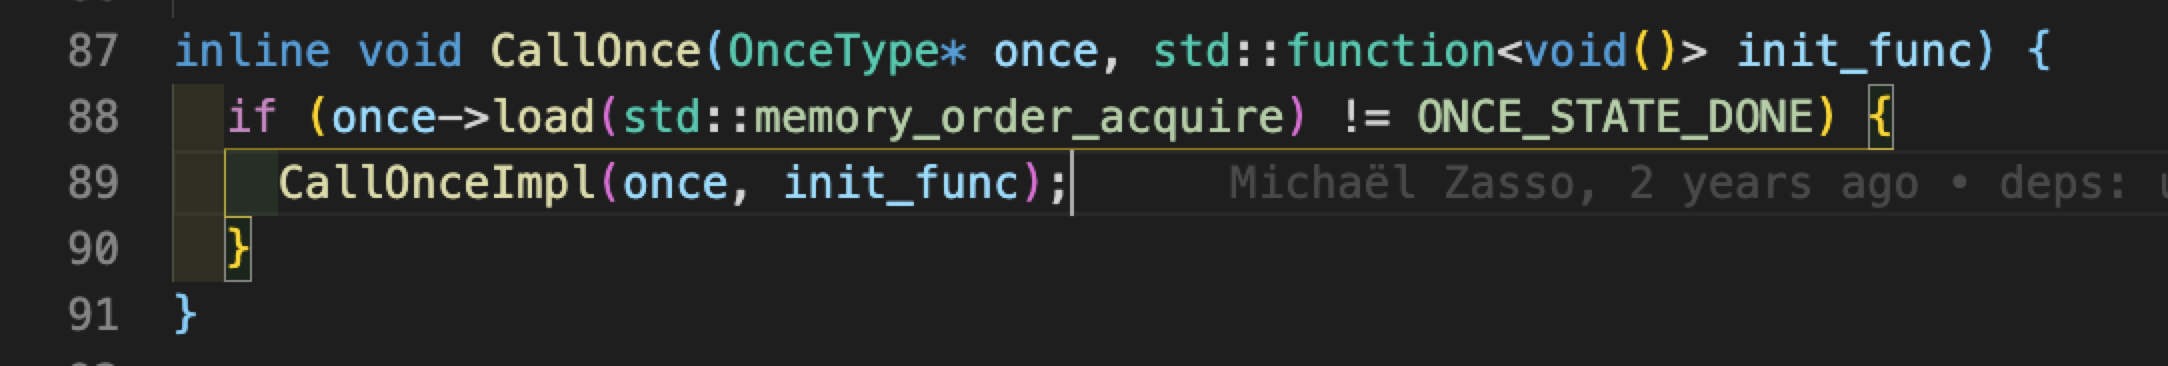 87 inline void CallOnce(OnceType* once, std::function<void()> init_func) {
88 if (once->load(std::memory_order_acquire) != ONCE_STATE_DONE) {
89 CallOnceImpl(once, init_func); Michaël Zasso, 2 years ago • deps:
90 }
91 }